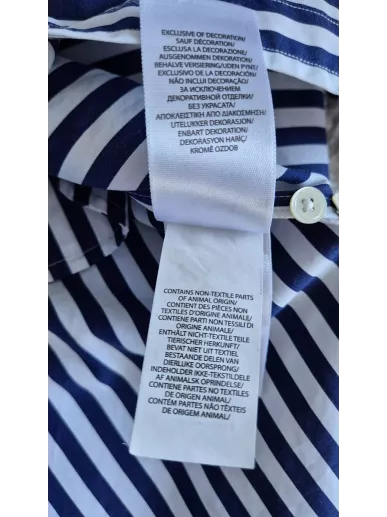 EXCLUSIVE OF DECORATION/
SAUF DÉCORATION/
ESCLUSA LA DECORAZIONE/
AUSGENOMMEN DEKORATION/
BEHALVE VERSIERING/UDEN PYNT/
EXCLUSIVO DE LA DECORACIÓN/
NÃO INCLUI DECORAÇÃO/
ЗА ИСКЛЮЧЕНИЕМ
ДЕКОРАТИВНОЙ ОТДЕЛКИ/
БЕЗ УКРАСАТА/
ΑΠΟΚΛΕΙΣΤΙΚΗ ΑΠΟ ΔΙΑΚΟΣΜΗΣΗ/
UTELUKKER DEKORASJON/
ENBART DEKORATION/
DEKORASYON HARİÇ/
KROMĚ OZDOB
CONTAINS NON-TEXTILE PARTS
OF ANIMAL ORIGIN/
CONTIENT DES PIÈCES NON
TEXTILES D'ORIGINE ANIMALE/
CONTIENE PARTI NON TESSILI DI
ORIGINE ANIMALE/
ENTHÄLT NICHT-TEXTILE TEILE
TIERISCHER HERKUNFT/
BEVAT NIET UIT TEXTIEL
BESTAANDE DELEN VAN
DIERLIJKE OORSPRONG/
INDEHOLDER IKKE-TEKSTILDELE
AF ANIMALSK OPRINDELSE/
CONTIENE PARTES NO TEXTILES
DE ORIGEN ANIMAL/
CONTÉM PARTES NÃO TÊXTEIS
DE ORIGEM ANIMAL/